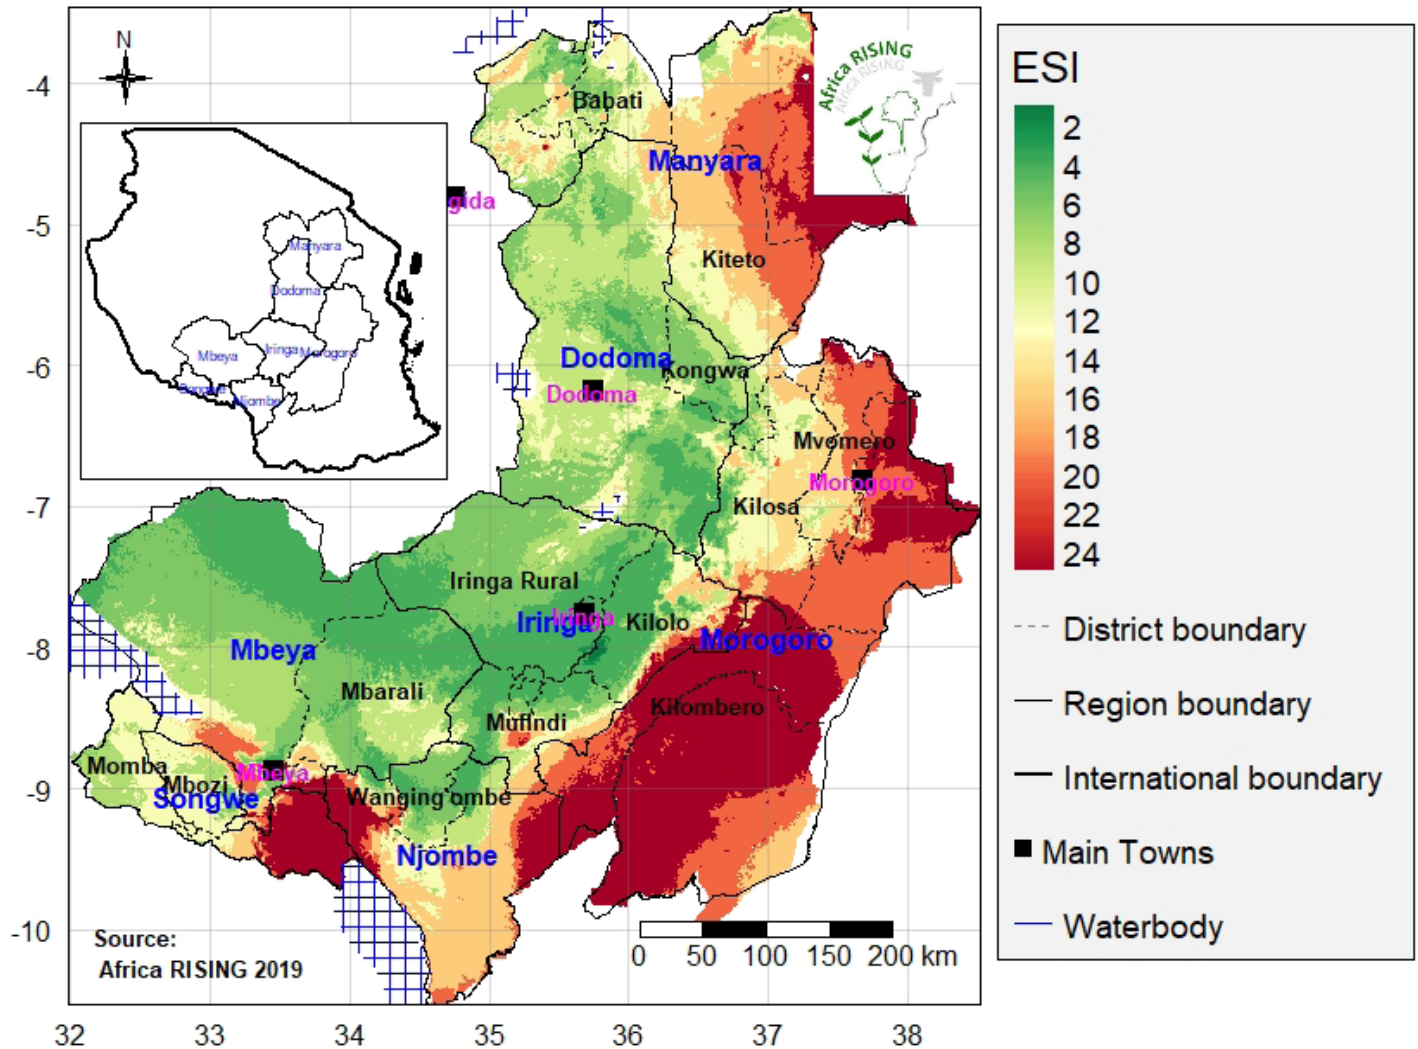 N
Africa RISING
Africa RISING
-4
-5
-6
-7
-8
-9
-10
Manyara
Dodoma
Iringa
Morogoro
Mbeya
Njombe
Babati
Manyara
gida
Kiteto
Dodoma
Kongwa
Dodoma
Mvomero
Morogoro
Kilosa
Iringa Rural
Iringa
Iringa
Kilolo
Morogoro
Mbeya
Mbarali
Kilombero
Mufindi
Momba
Mbeya
Mbozi
Songwe
Wanging'ombe
Njombe
Source:
Africa RISING 2019
0 50 100 150 200 km
32 33 34 35 36 37 38
ESI
2
4
6
8
10
12
14
16
18
20
22
24
District boundary
Region boundary
International boundary
Main Towns
Waterbody